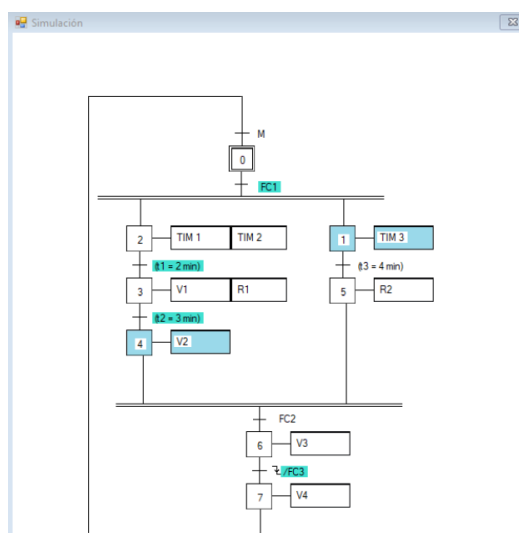 Simulación
M
0
FC1
2 TIM 1 TIM 2
1 TIM 3
(t1 = 2 min)
(t3 = 4 min)
3 V1 R1
5 R2
(t2 = 3 min)
4 V2
FC2
6 V3
/FC3
7 V4